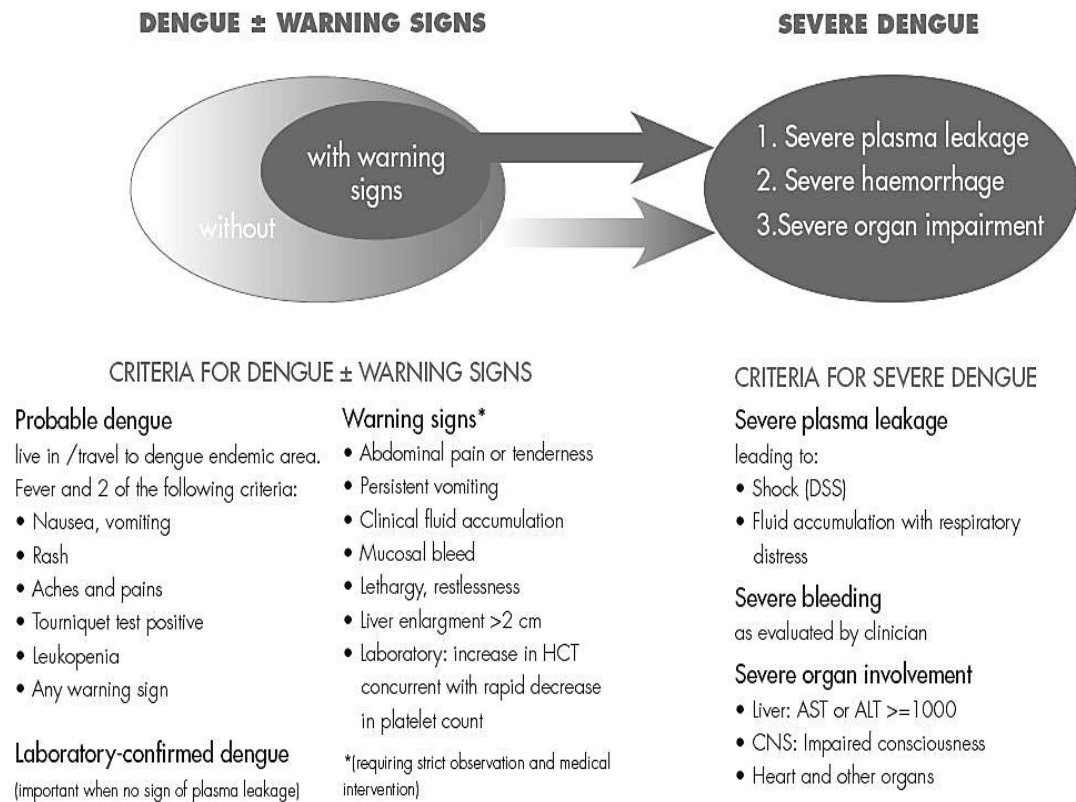 DENGUE ± WARNING SIGNS
SEVERE DENGUE
with warning
signs
without
1. Severe plasma leakage
2. Severe haemorrhage
3.Severe organ impairment
CRITERIA FOR DENGUE ± WARNING SIGNS
Probable dengue
live in /travel to dengue endemic area.
Fever and 2 of the following criteria:
• Nausea, vomiting
• Rash
• Aches and pains
• Tourniquet test positive
• Leukopenia
• Any warning sign
Laboratory-confirmed dengue
(important when no sign of plasma leakage)
Warning signs*
• Abdominal pain or tenderness
• Persistent vomiting
• Clinical fluid accumulation
• Mucosal bleed
• Lethargy, restlessness
• Liver enlargment >2 cm
• Laboratory: increase in HCT
concurrent with rapid decrease
in platelet count
*(requiring strict observation and medical
intervention)
CRITERIA FOR SEVERE DENGUE
Severe plasma leakage
leading to:
• Shock (DSS)
• Fluid accumulation with respiratory
distress
Severe bleeding
as evaluated by clinician
Severe organ involvement
• Liver: AST or ALT >=1000
• CNS: Impaired consciousness
• Heart and other organs